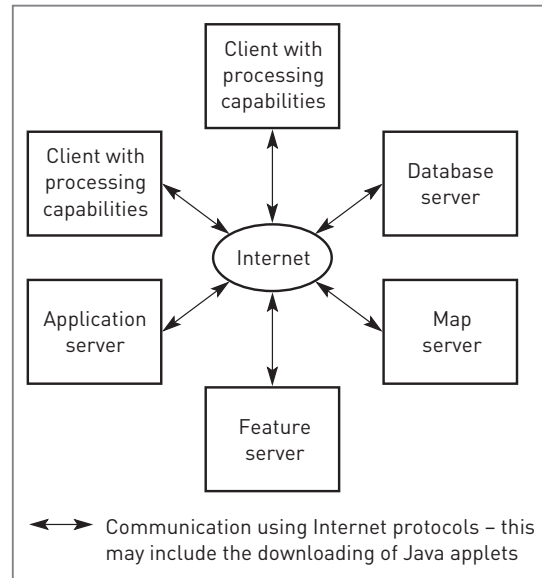 Client with
processing
capabilities
Client with
processing
capabilities
Database
server
Internet
Application
server
Map
server
Feature
server
Communication using Internet protocols – this
may include the downloading of Java applets